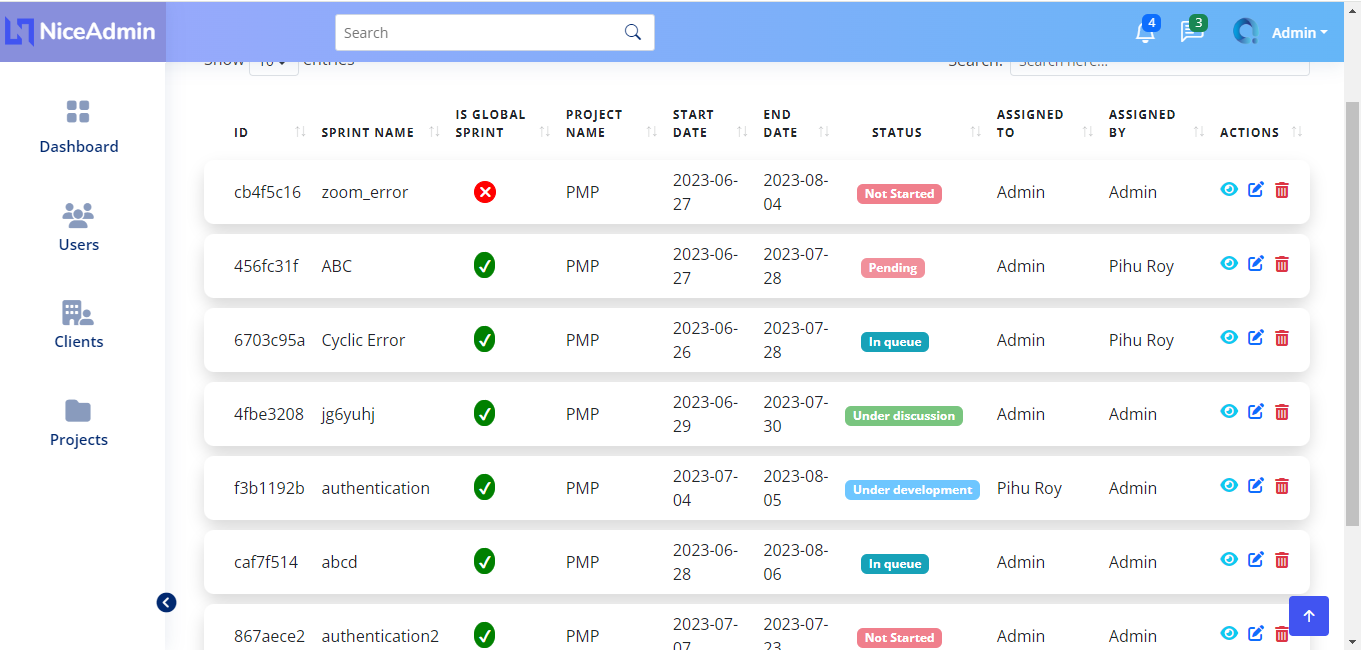 NiceAdmin
Search
4
3
Admin
Show 10 entries
Search: Search here...
Dashboard
Users
Clients
Projects
ID SPRINT NAME IS GLOBAL SPRINT PROJECT NAME START DATE END DATE STATUS ASSIGNED TO ASSIGNED BY ACTIONS
cb4f5c16 zoom_error PMP 2023-06-27 2023-08-04 Not Started Admin Admin
456fc31f ABC PMP 2023-06-27 2023-07-28 Pending Admin Pihu Roy
6703c95a Cyclic Error PMP 2023-06-26 2023-07-28 In queue Admin Pihu Roy
4fbe3208 jg6yuhj PMP 2023-06-29 2023-07-30 Under discussion Admin Admin
f3b1192b authentication PMP 2023-07-04 2023-08-05 Under development Pihu Roy Admin
caf7f514 abcd PMP 2023-06-28 2023-08-06 In queue Admin Admin
867aece2 authentication2 PMP 2023-07-07 2023-07-23 Not Started Admin Admin